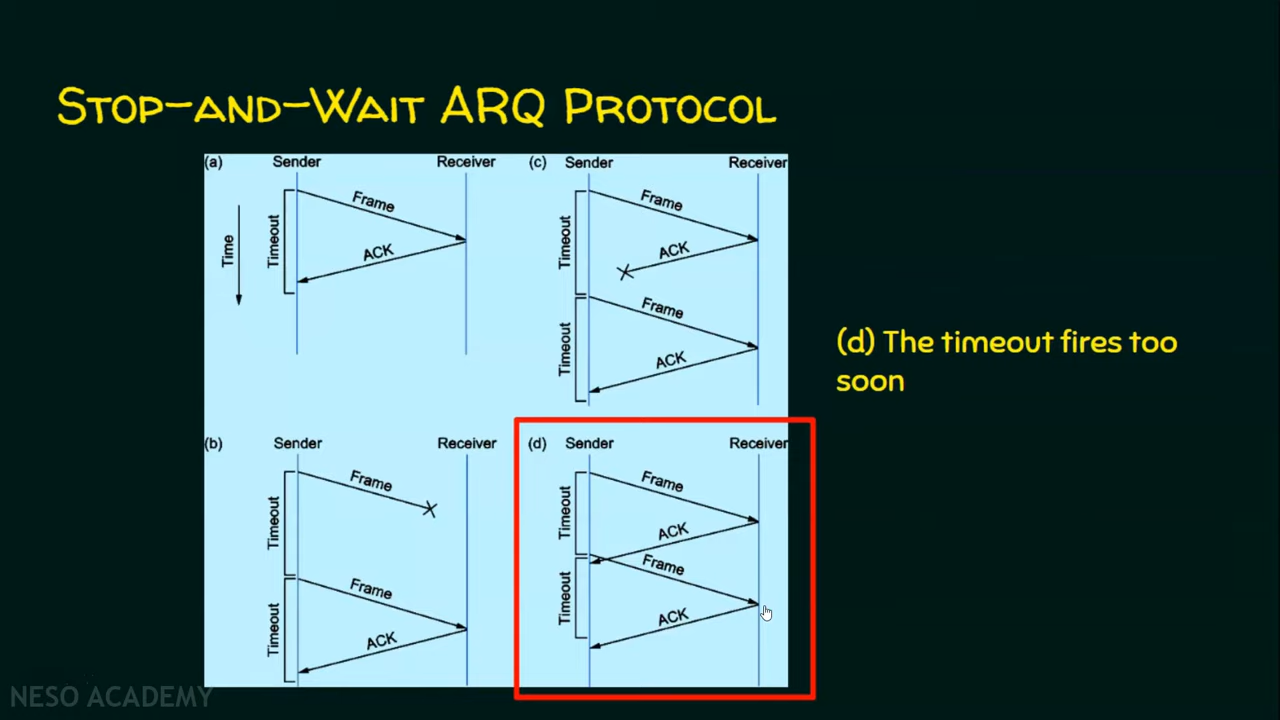 Stop-and-Wait ARQ Protocol
(a) Sender Receiver
Time
Timeout
Frame
ACK
(c) Sender Receiver
Timeout
Frame
ACK
Timeout
Frame
ACK
(d) The timeout fires too
soon
(b) Sender Receiver
Timeout
Frame
Timeout
Frame
ACK
(d) Sender Receiver
Timeout
Frame
ACK
Timeout
Frame
ACK
NESO ACADEMY